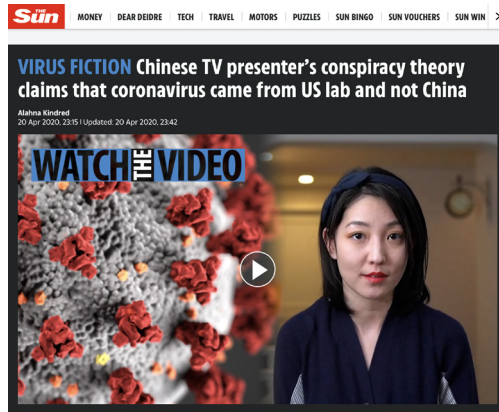 THE Sun
MONEY DEAR DEIDRE TECH TRAVEL MOTORS PUZZLES SUN BINGO SUN VOUCHERS SUN WIN
VIRUS FICTION Chinese TV presenter's conspiracy theory
claims that coronavirus came from US lab and not China
Alahna Kindred
20 Apr 2020, 23:15 | Updated: 20 Apr 2020, 23:42
WATCH THE VIDEO